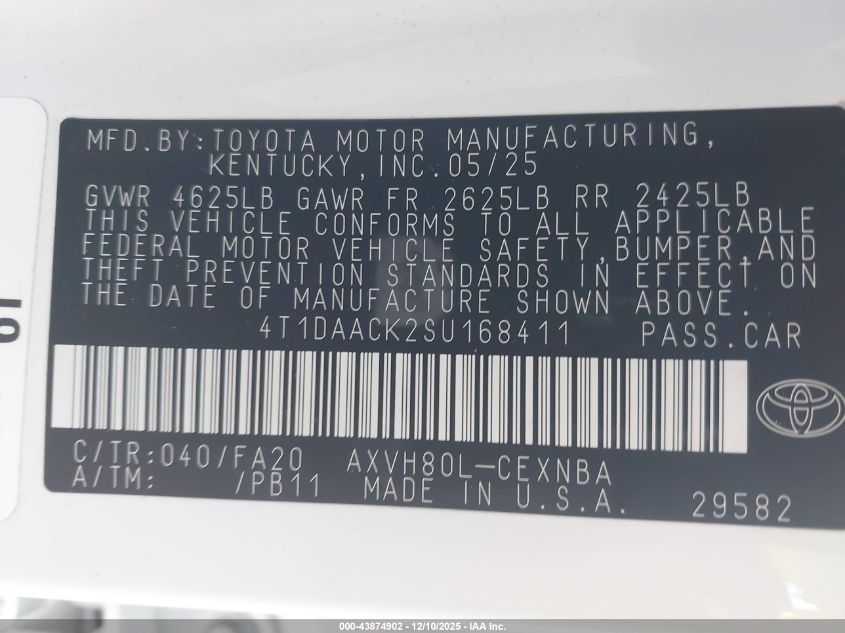 MFD.BY:TOYOTA MOTOR MANUFACTURING,
KENTUCKY,INC.05/25
GVWR 4625LB GAWR FR 2625LB RR 2425LB
THIS VEHICLE CONFORMS TO ALL APPLICABLE
FEDERAL MOTOR VEHICLE SAFETY,BUMPER,AND
THEFT PREVENTION STANDARDS IN EFFECT ON
THE DATE OF MANUFACTURE SHOWN ABOVE.
4T1DAACK2SU168411 PASS.CAR
C/TR:040/FA20 AXVH80L-CEXNBA
A/TM: /PB11 MADE IN U.S.A. 29582
000-43874902 - 12/10/2025 - IAA Inc.